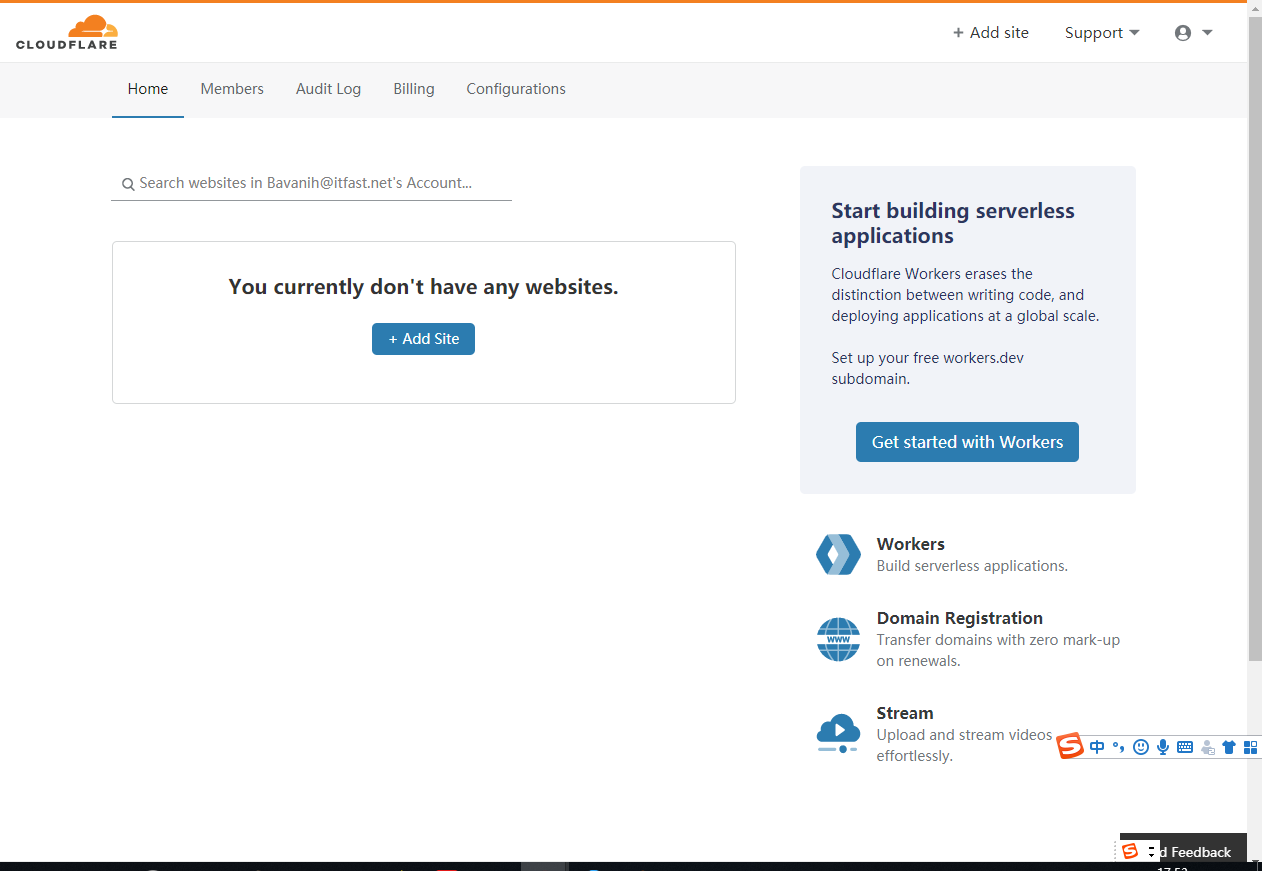 CLOUDFLARE
+ Add site
Support
Home
Members
Audit Log
Billing
Configurations
Search websites in Bavanih@itfast.net's Account...
You currently don't have any websites.
+ Add Site
Start building serverless
applications
Cloudflare Workers erases the
distinction between writing code, and
deploying applications at a global scale.
Set up your free workers.dev
subdomain.
Get started with Workers
Workers
Build serverless applications.
WWW
Domain Registration
Transfer domains with zero mark-up
on renewals.
Stream
Upload and stream videos
effortlessly.
S
中
S
d Feedback